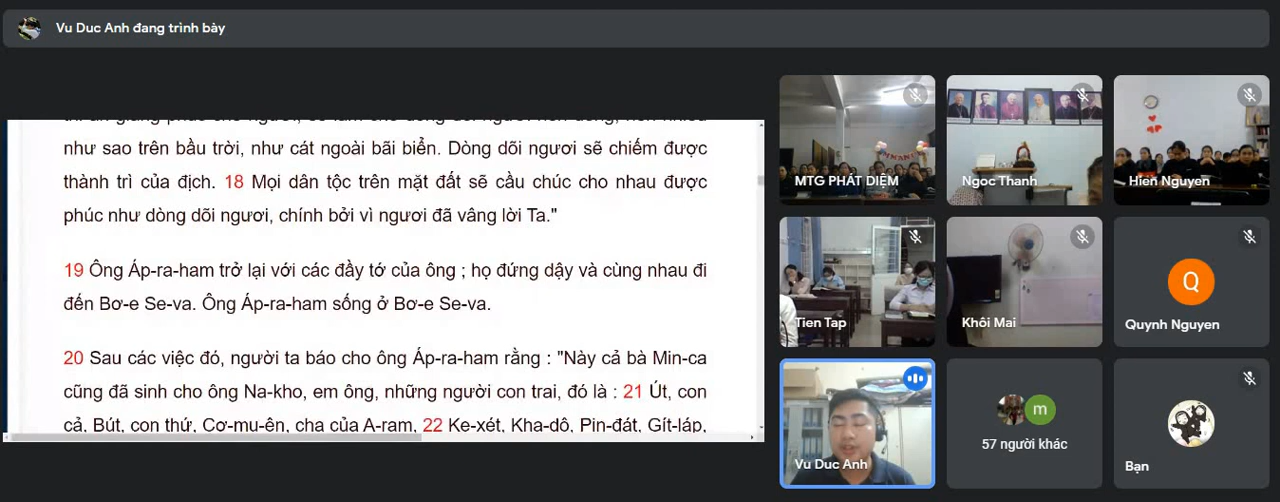 Vu Duc Anh đang trình bày
như sao trên bầu trời, như cát ngoài bãi biển. Dòng dõi ngươi sẽ chiếm được
thành trì của địch. 18 Mọi dân tộc trên mặt đất sẽ cầu chúc cho nhau được
phúc như dòng dõi ngươi, chính bởi vì ngươi đã vâng lời Ta."
19 Ông Áp-ra-ham trở lại với các đầy tớ của ông ; họ đứng dậy và cùng nhau đi
đến Bơ-e Se-va. Ông Áp-ra-ham sống ở Bơ-e Se-va.
20 Sau các việc đó, người ta báo cho ông Áp-ra-ham rằng : "Này cả bà Min-ca
cũng đã sinh cho ông Na-kho, em ông, những người con trai, đó là : 21 Út, con
cả, Bút, con thứ, Cơ-mu-ên, cha của A-ram, 22 Ke-xét, Kha-dô, Pin-đát, Gít-láp,
MTG PHÁT DIỆM
Ngoc Thanh
Hien Nguyen
Tien Tap
Khôi Mai
Q
Quynh Nguyen
Vu Duc Anh
m
57 người khác
Bạn